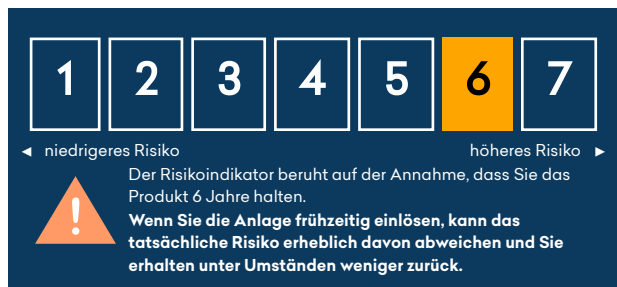 1 2 3 4 5 6 7
◄ niedrigeres Risiko höheres Risiko ►
Der Risikoindikator beruht auf der Annahme, dass Sie das
Produkt 6 Jahre halten.
Wenn Sie die Anlage frühzeitig einlösen, kann das
tatsächliche Risiko erheblich davon abweichen und Sie
erhalten unter Umständen weniger zurück.